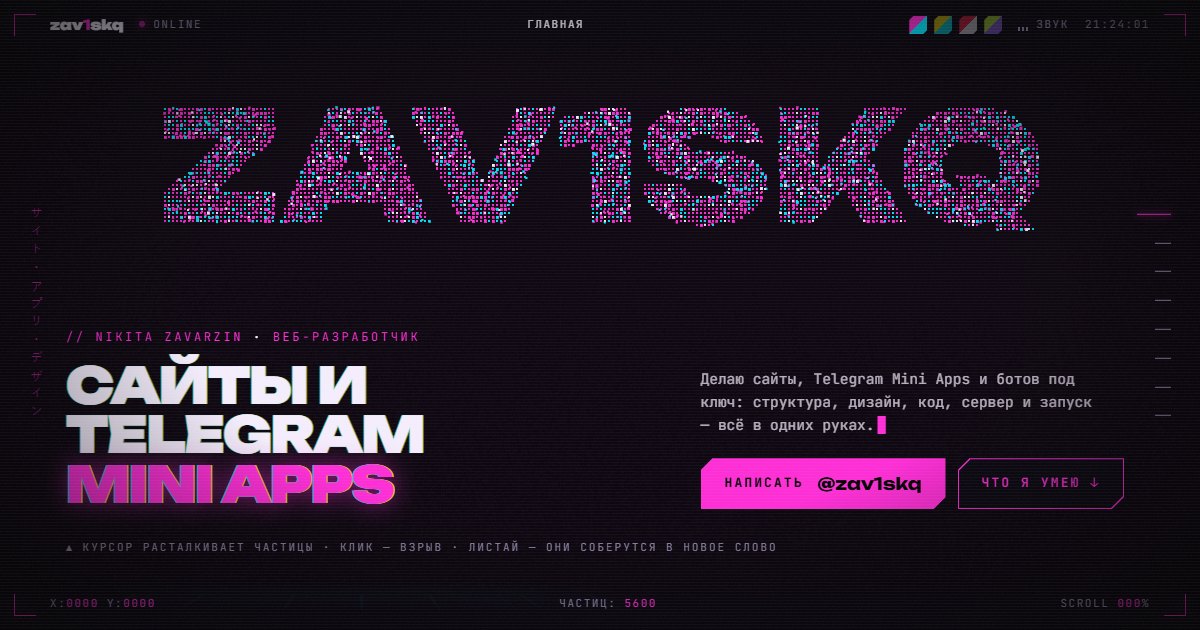 zav1skq
ONLINE
ГЛАВНАЯ
ЗВУК 21:24:01
ZAV1SKQ
サイト・アプリ・デザイン
// NIKITA ZAVARZIN · ВЕБ-РАЗРАБОТЧИК
САЙТЫ И
TELEGRAM
MINI APPS
Делаю сайты, Telegram Mini Apps и ботов под
ключ: структура, дизайн, код, сервер и запуск
— всё в одних руках.
НАПИСАТЬ @zav1skq
ЧТО Я УМЕЮ ↓
▲ КУРСОР РАСТАЛКИВАЕТ ЧАСТИЦЫ · КЛИК — ВЗРЫВ · ЛИСТАЙ — ОНИ СОБЕРУТСЯ В НОВОЕ СЛОВО
X:0000 Y:0000
ЧАСТИЦ: 5600
SCROLL 000%